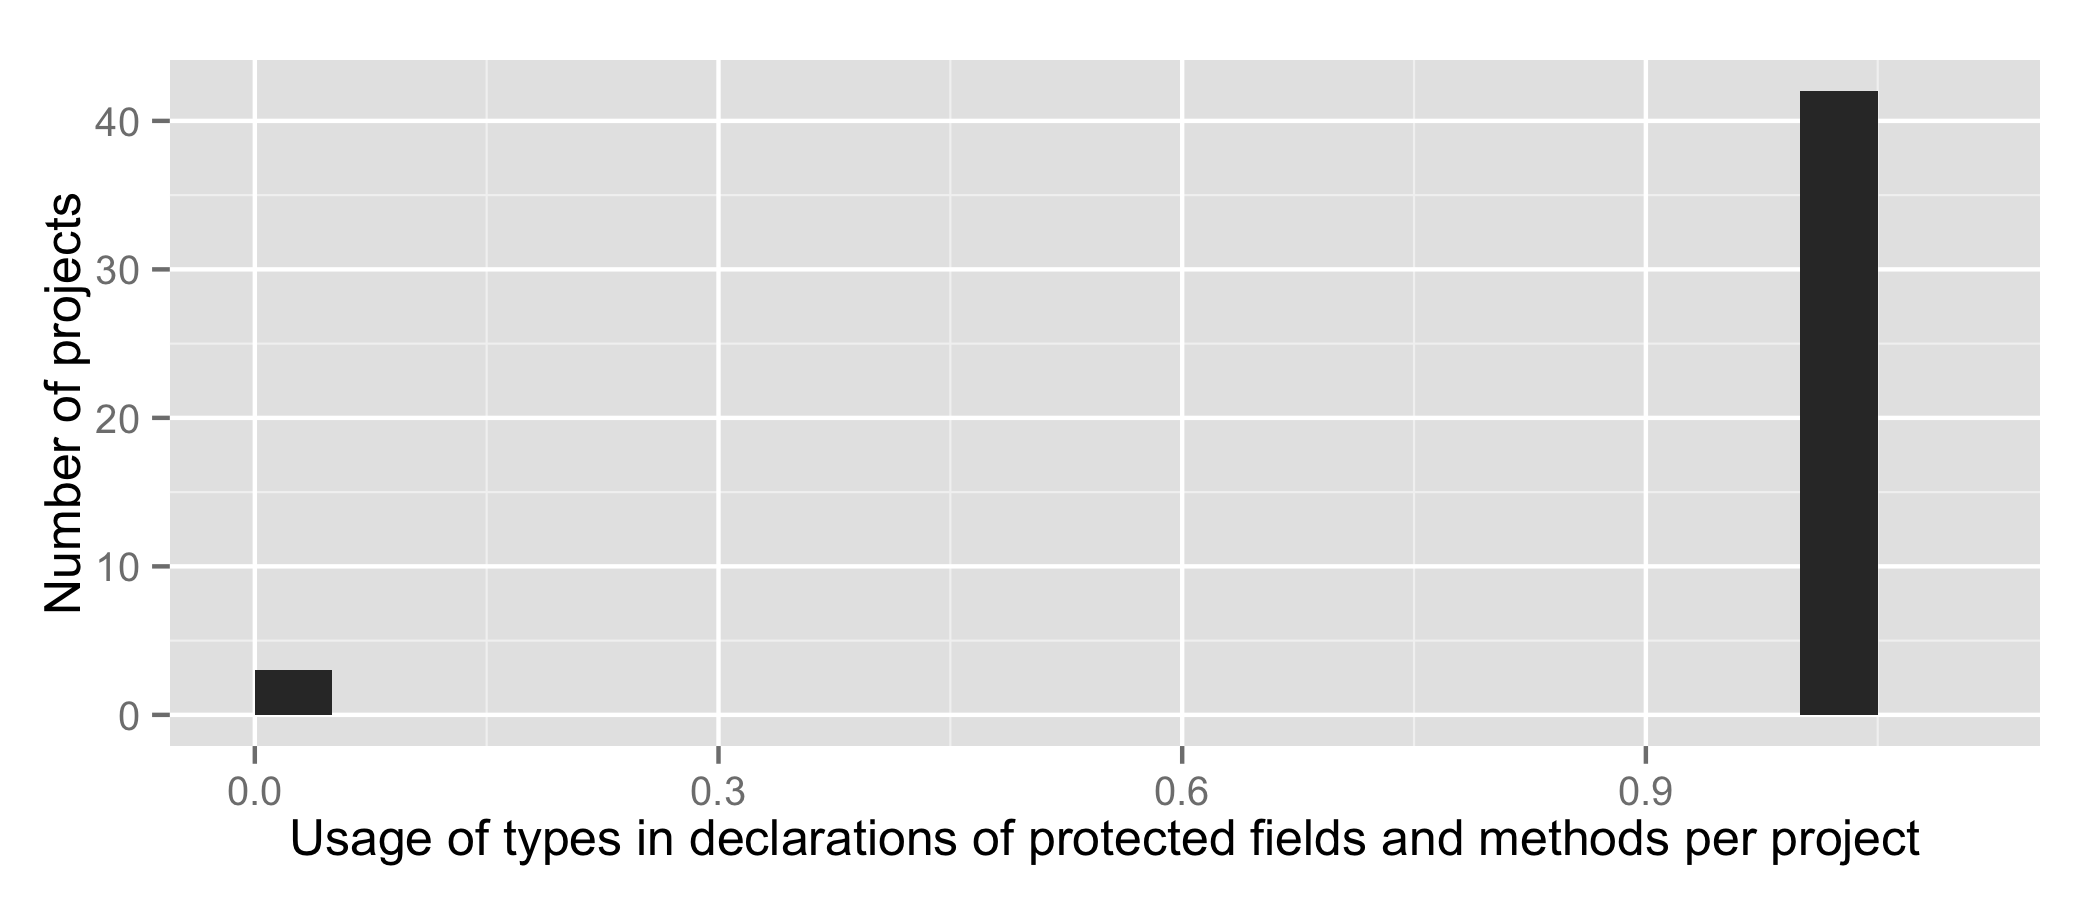 Number of projects
40
30
20
10
0
0.0 0.3 0.6 0.9
Usage of types in declarations of protected fields and methods per project